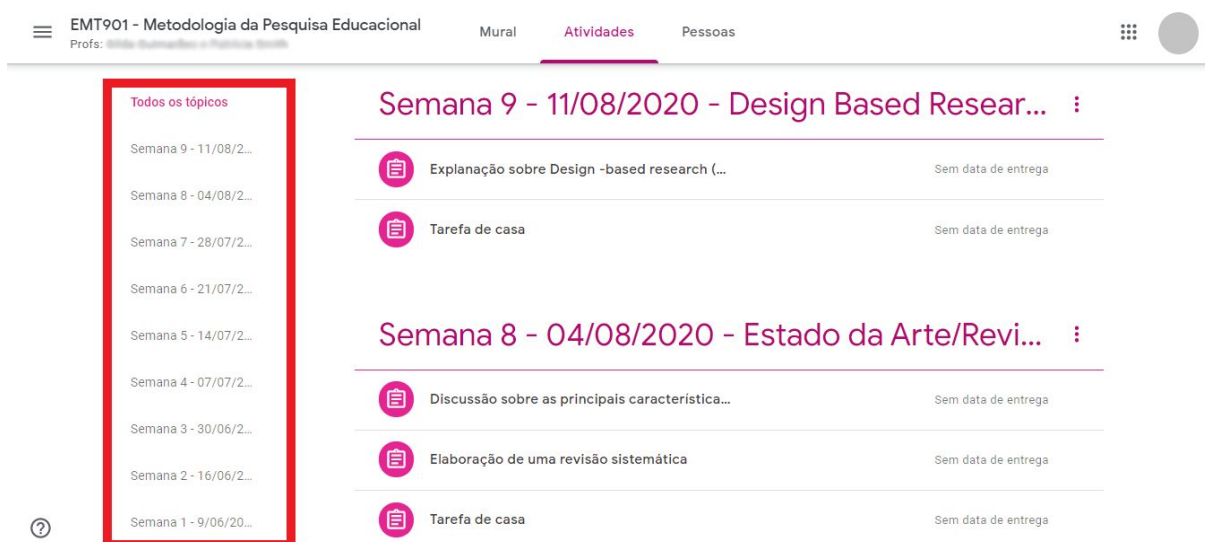 EMT901 - Metodologia da Pesquisa Educacional
Profs:
Mural
Atividades
Pessoas
Todos os tópicos
Semana 9 - 11/08/2...
Semana 8 - 04/08/2...
Semana 7 - 28/07/2...
Semana 6 - 21/07/2...
Semana 5 - 14/07/2...
Semana 4 - 07/07/2...
Semana 3 - 30/06/2...
Semana 2 - 16/06/2...
Semana 1 - 9/06/20...
Semana 9 - 11/08/2020 - Design Based Resear...
Explanação sobre Design -based research (...
Sem data de entrega
Tarefa de casa
Sem data de entrega
Semana 8 - 04/08/2020 - Estado da Arte/Revi...
Discussão sobre as principais característica...
Sem data de entrega
Elaboração de uma revisão sistemática
Sem data de entrega
Tarefa de casa
Sem data de entrega